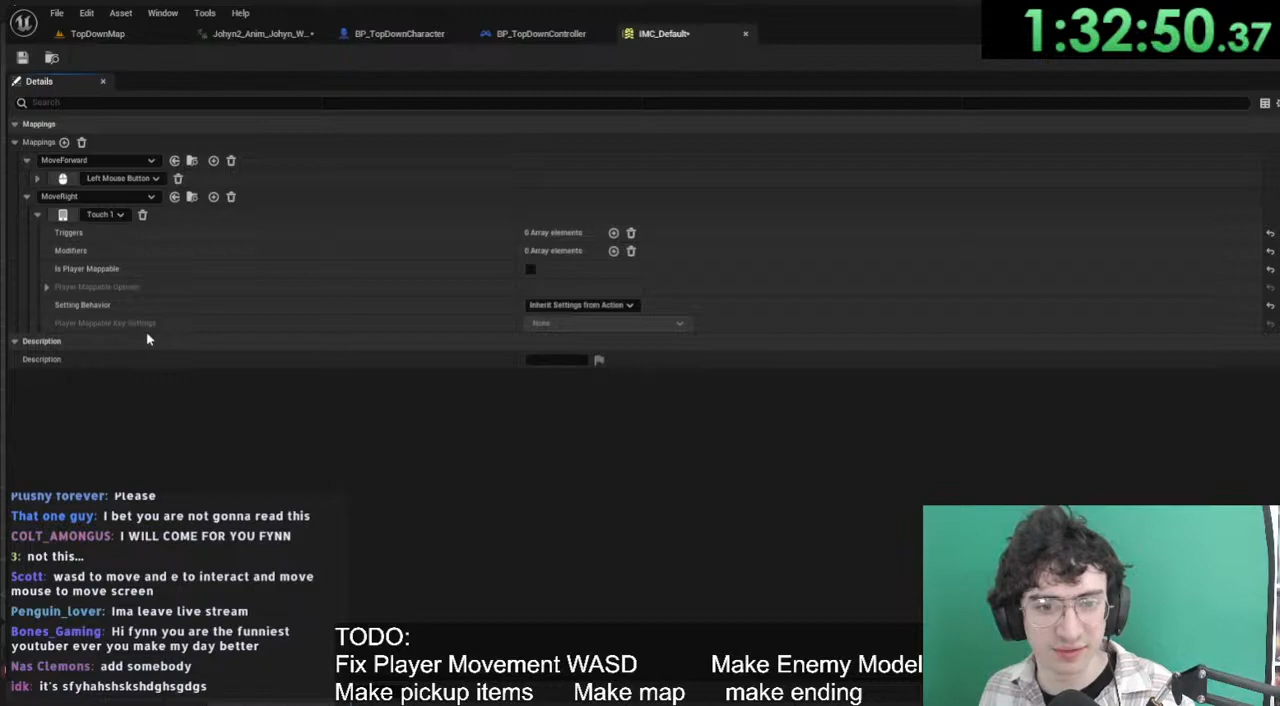 File Edit Asset Window Tools Help
1:32:50.37
TopDownMap Johyn2_Anim_Johyn_W...* BP_TopDownCharacter BP_TopDownController IMC_Default*
Details
Search
Mappings
Mappings
MoveForward
Left Mouse Button
MoveRight
Touch 1
Triggers 0 Array elements
Modifiers 0 Array elements
Is Player Mappable
Player Mappable Options
Setting Behavior Inherit Settings from Action
Player Mappable Key Settings None
Description
Description
Plushy forever: Please
That one guy: I bet you are not gonna read this
COLT_AMONGUS: I WILL COME FOR YOU FYNN
3: not this...
Scott: wasd to move and e to interact and move
mouse to move screen
Penguin_lover: Ima leave live stream
Bones_Gaming: Hi fynn you are the funniest
youtuber ever you make my day better
Nas Clemons: add somebody
idk: it's sfyhahshskshdghsgdgs
TODO:
Fix Player Movement WASD Make Enemy Model
Make pickup items Make map make ending